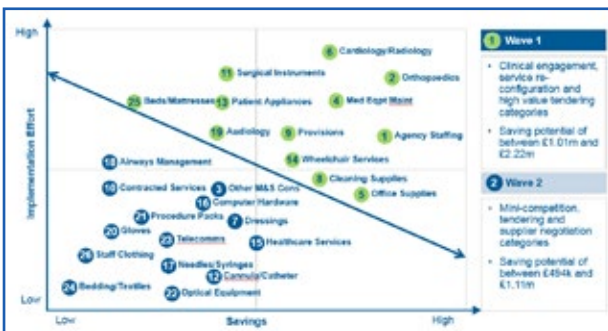 High
Implementation Effort
Low
Low
Savings
High
6 Cardiology/Radiology
11 Surgical Instruments
2 Orthopaedics
25 Beds/Mattresses
13 Patient Appliances
4 Med Eqpt Maint
19 Audiology
9 Provisions
1 Agency Staffing
18 Airways Management
14 Wheelchair Services
8 Cleaning Supplies
5 Office Supplies
10 Contracted Services
3 Other M&S Cons
16 Computer Hardware
21 Procedure Packs
7 Dressings
20 Gloves
23 Telecomms
15 Healthcare Services
Staff Clothing
17 Needles/Syringes
12 Cannula/Catheter
24 Bedding/Textiles
22 Optical Equipment
1 Wave 1
• Clinical engagement,
service re-
configuration and
high value tendering
categories
• Saving potential of
between £1.01m and
£2.22m
2 Wave 2
• Mini-competition,
tendering and
supplier negotiation
categories
• Saving potential of
between £494k and
£1.11m